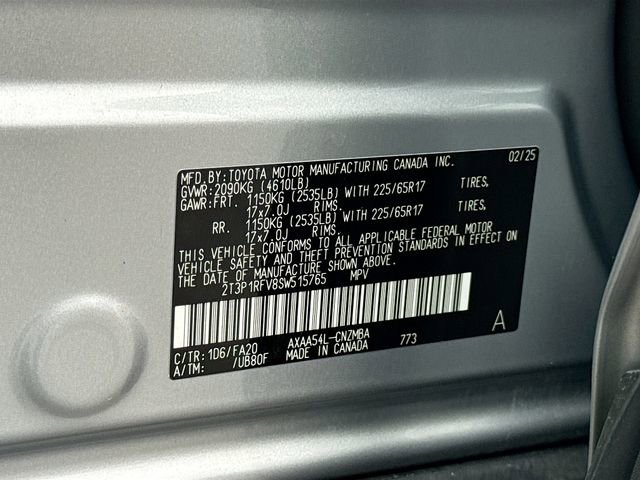 MFD.BY:TOYOTA MOTOR MANUFACTURING CANADA INC. 02/25
GVWR:2090KG (4610LB)
GAWR:FRT. 1150KG (2535LB) WITH 225/65R17 TIRES.
17x7.0J RIMS.
RR. 1150KG (2535LB) WITH 225/65R17 TIRES.
17x7.0J RIMS.
THIS VEHICLE CONFORMS TO ALL APPLICABLE FEDERAL MOTOR
VEHICLE SAFETY AND THEFT PREVENTION STANDARDS IN EFFECT ON
THE DATE OF MANUFACTURE SHOWN ABOVE.
2T3P1RFV8SW515765 MPV
C/TR:1D6/FA20 AXAA54L-CNZMBA 773 A
A/TM: /UB80F MADE IN CANADA